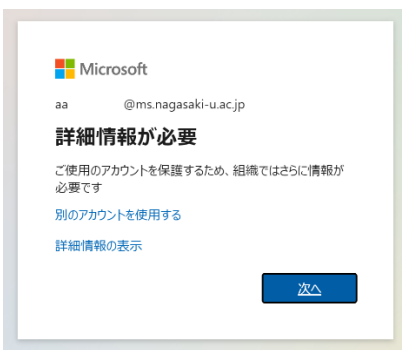 Microsoft
aa @ms.nagasaki-u.ac.jp
詳細情報が必要
ご使用のアカウントを保護するため、組織ではさらに情報が
必要です
別のアカウントを使用する
詳細情報の表示
次へ